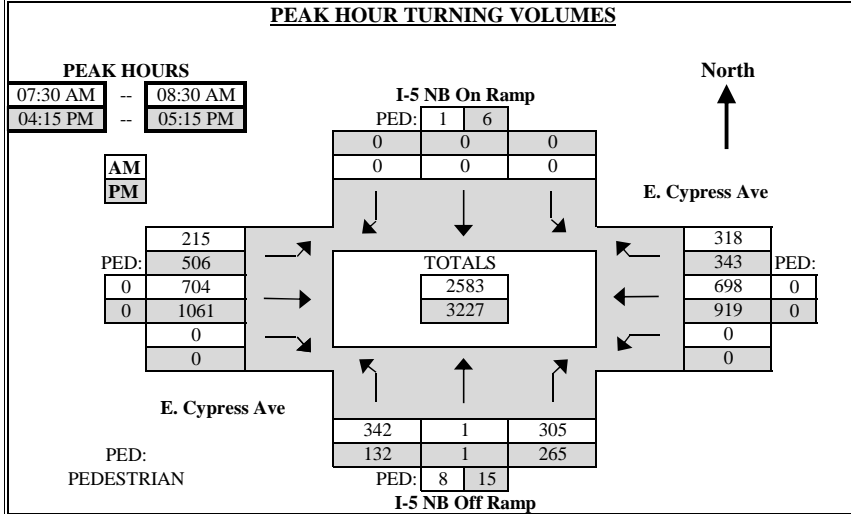 PEAK HOUR TURNING VOLUMES
PEAK HOURS
07:30 AM -- 08:30 AM
04:15 PM -- 05:15 PM
North
I-5 NB On Ramp
PED: 1 6
0 0 0
0 0 0
AM
PM
E. Cypress Ave
215
PED: 506
0 704
0 1061
0
0
TOTALS
2583
3227
318
343 PED:
698 0
919 0
0
0
E. Cypress Ave
342 1 305
132 1 265
PED:
PEDESTRIAN
PED: 8 15
I-5 NB Off Ramp